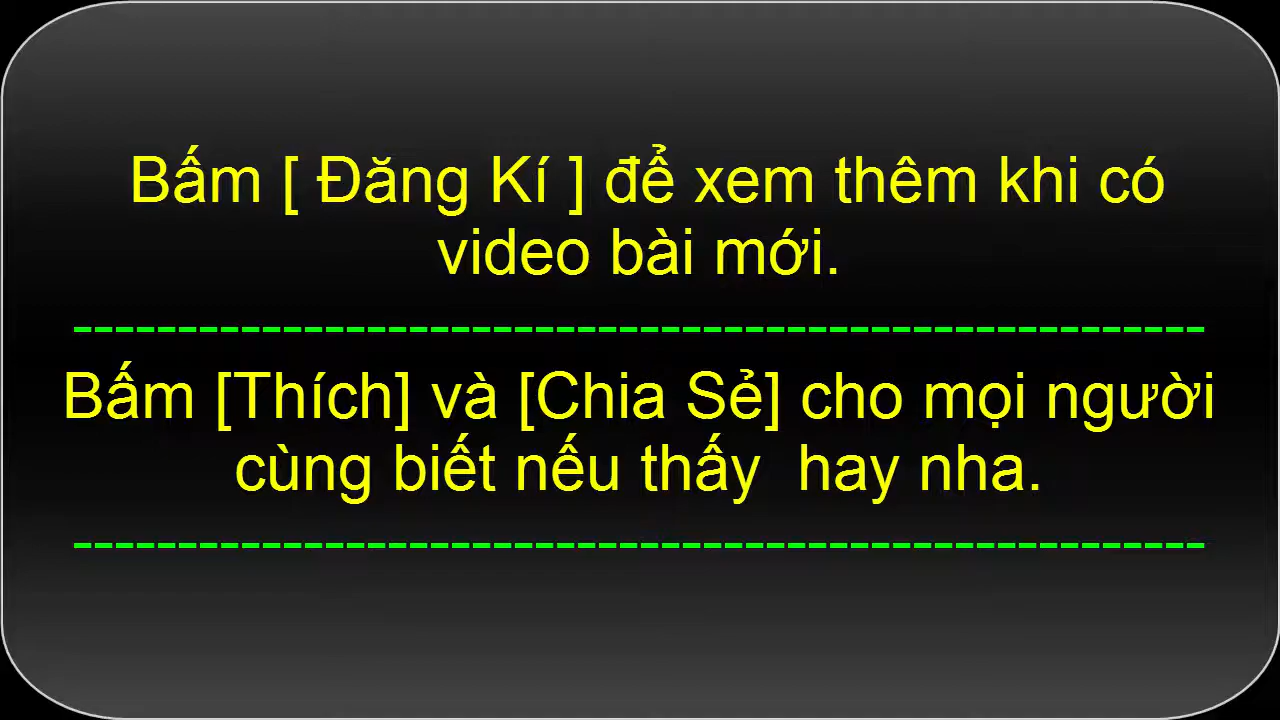 Bấm [ Đăng Kí ] để xem thêm khi có
video bài mới.
------------------------------------------------------
Bấm [Thích] và [Chia Sẻ] cho mọi người
cùng biết nếu thấy  hay nha.
------------------------------------------------------